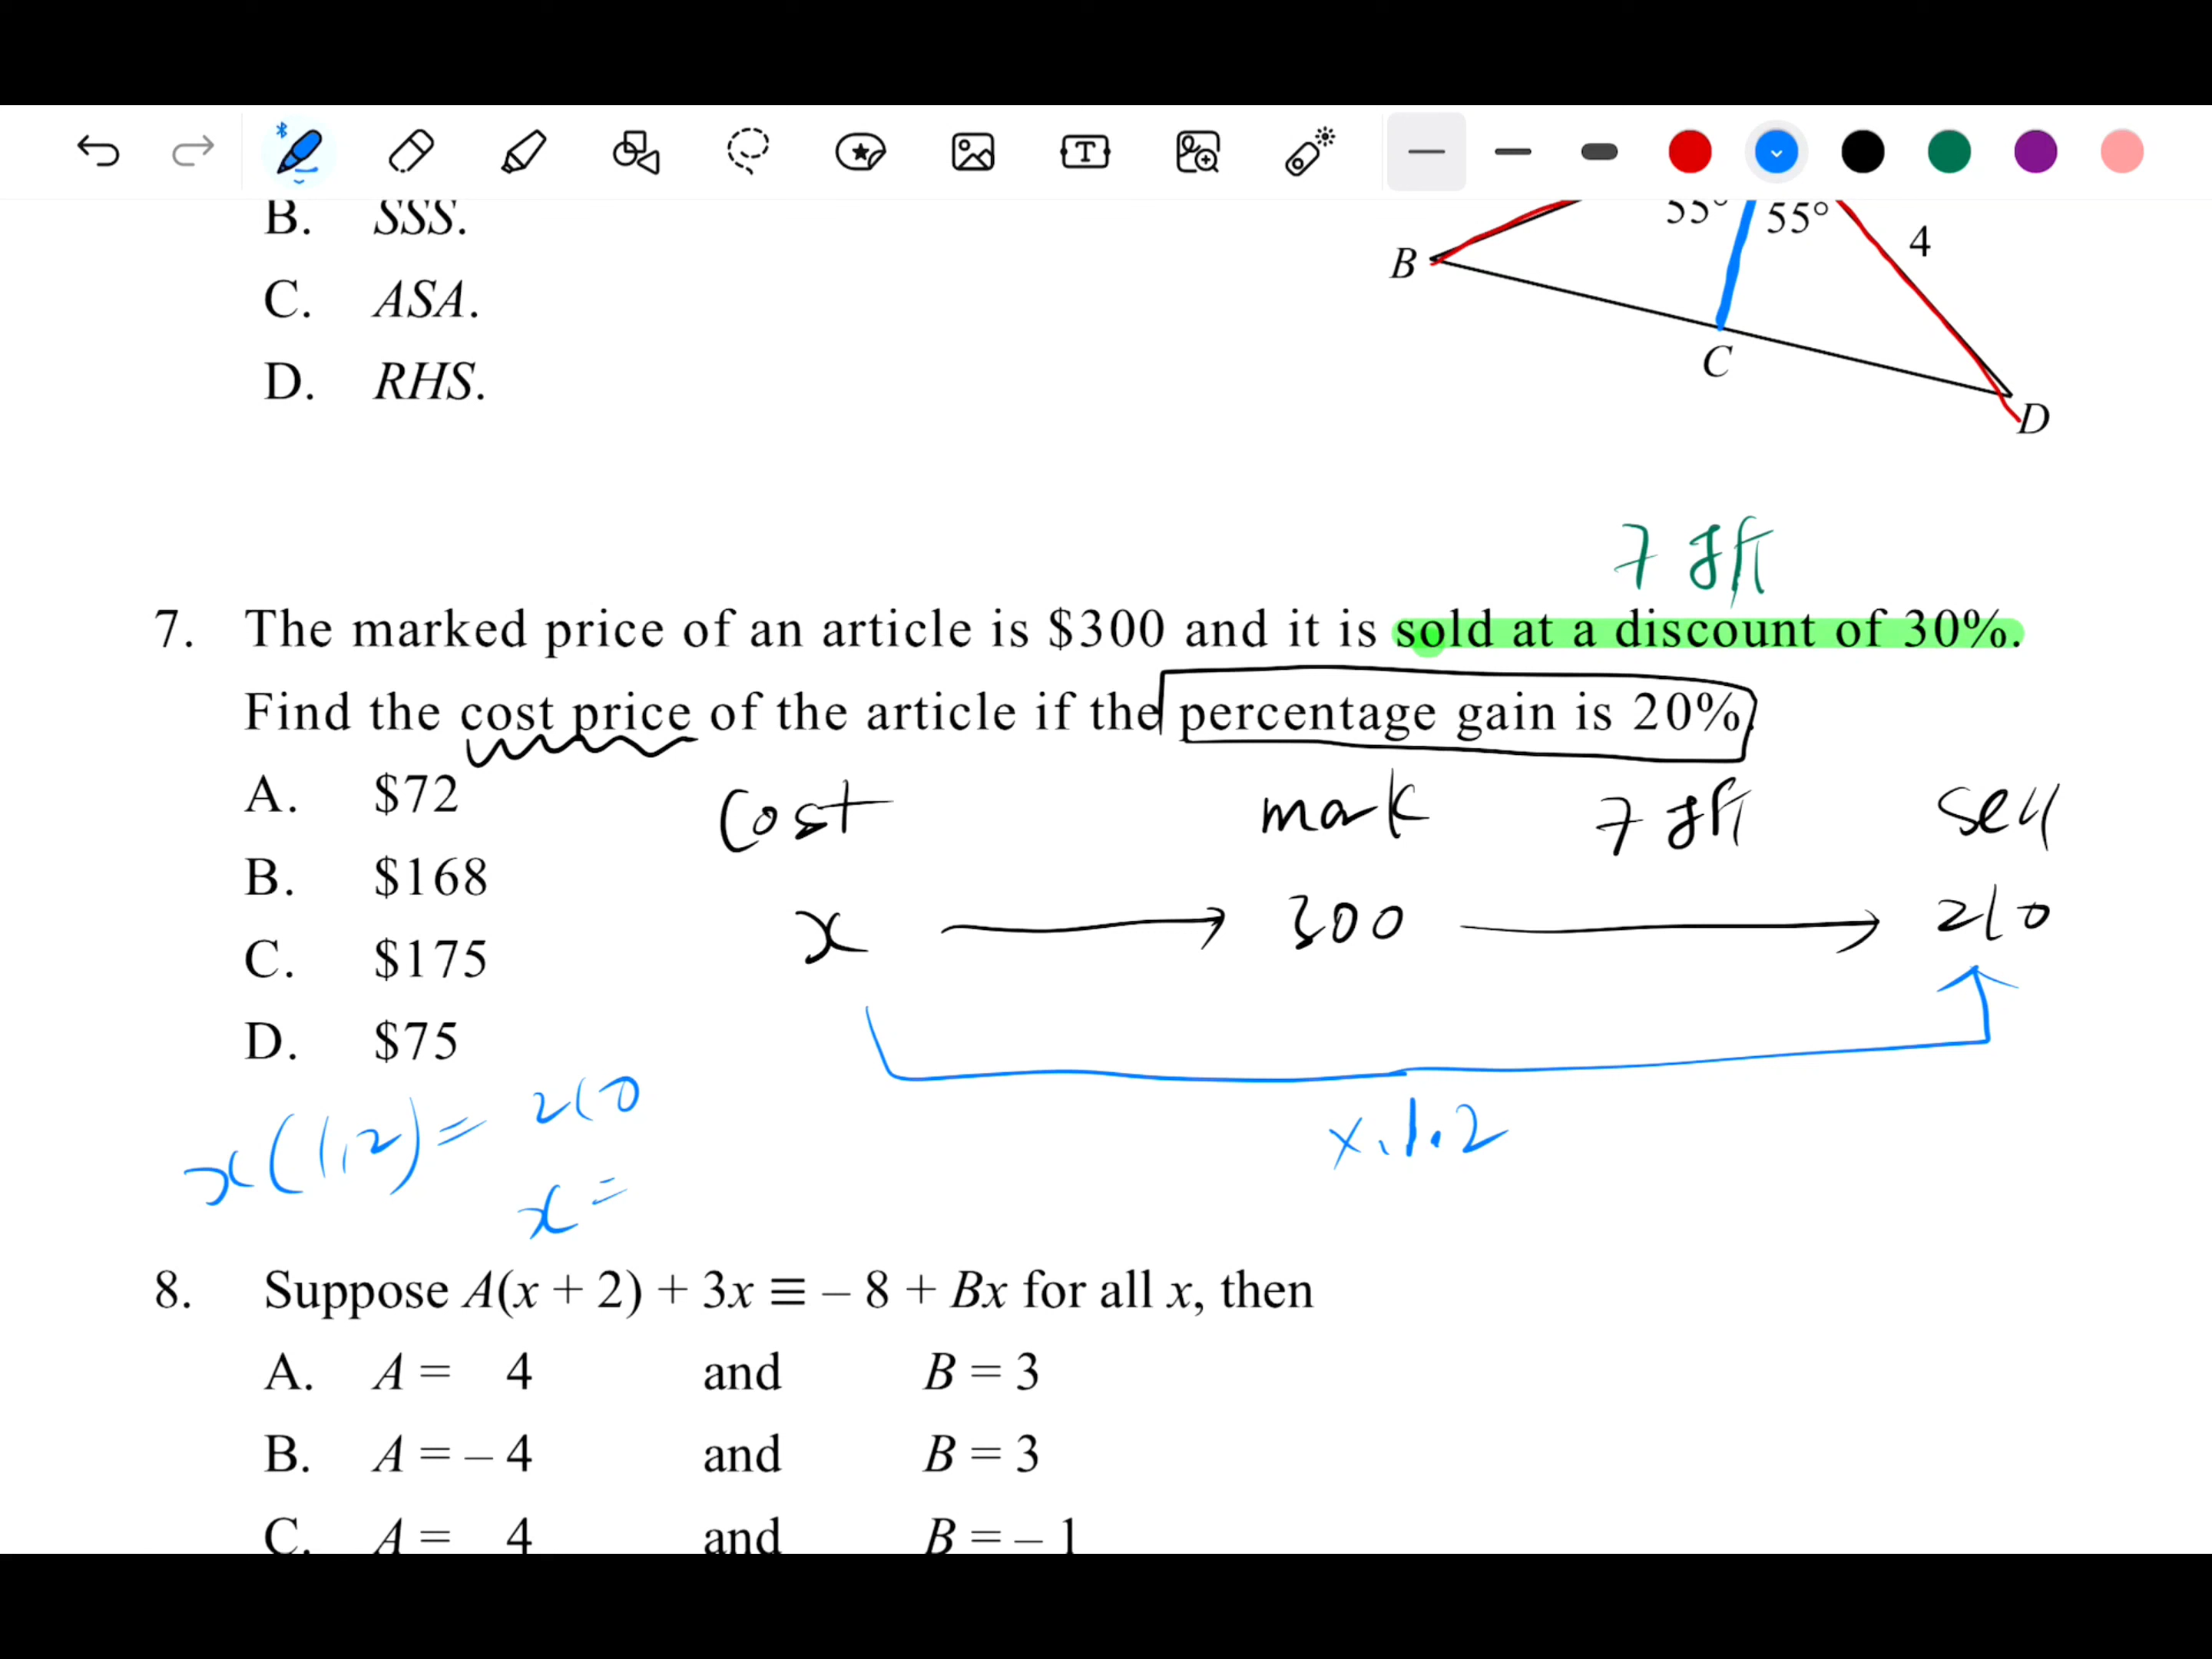 B. SSS.
55° 55° 4
B
C. ASA.
C
D. RHS.
D
7 折
7. The marked price of an article is $300 and it is sold at a discount of 30%.
Find the cost price of the article if the percentage gain is 20%.
A. $72
Cost mark 7 折 sell
B. $168
x → 300 → 210
C. $175
D. $75
x(1.2) = 210
x 1.2
x =
8. Suppose A(x + 2) + 3x ≡ – 8 + Bx for all x, then
A. A = 4 and B = 3
B. A = – 4 and B = 3
C. A = 4 and B = – 1